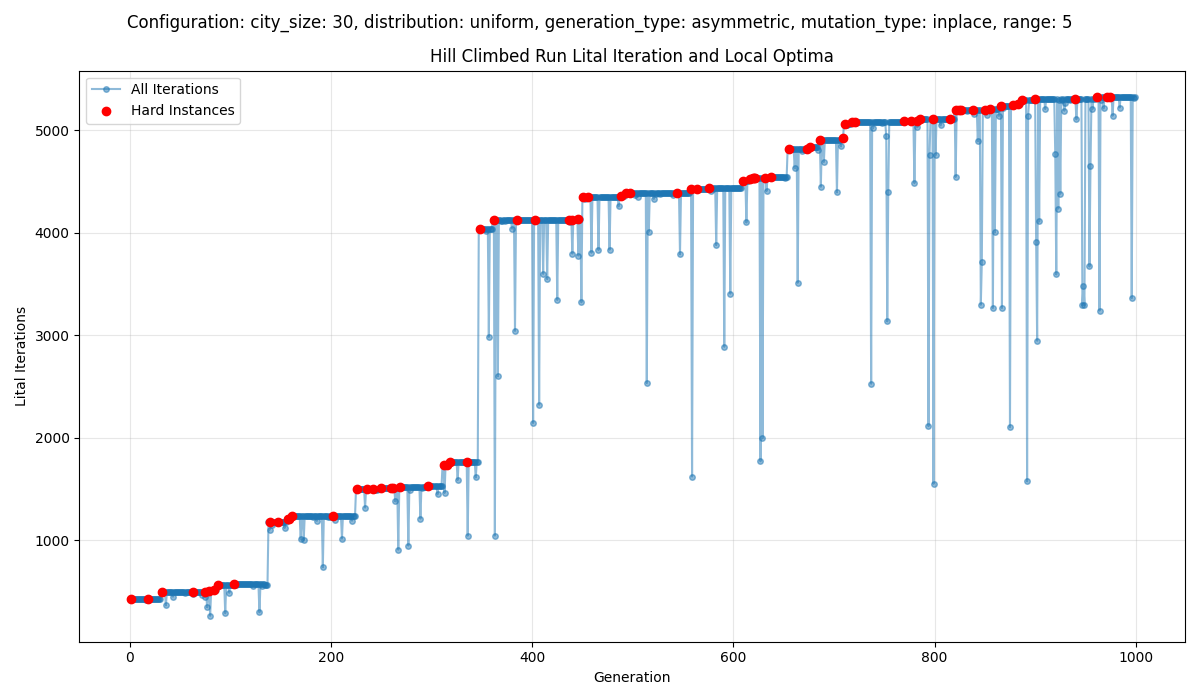 Configuration: city_size: 30, distribution: uniform, generation_type: asymmetric, mutation_type: inplace, range: 5
Hill Climbed Run Lital Iteration and Local Optima
All Iterations
Hard Instances
Lital Iterations
5000
4000
3000
2000
1000
0
200
400
600
800
1000
Generation